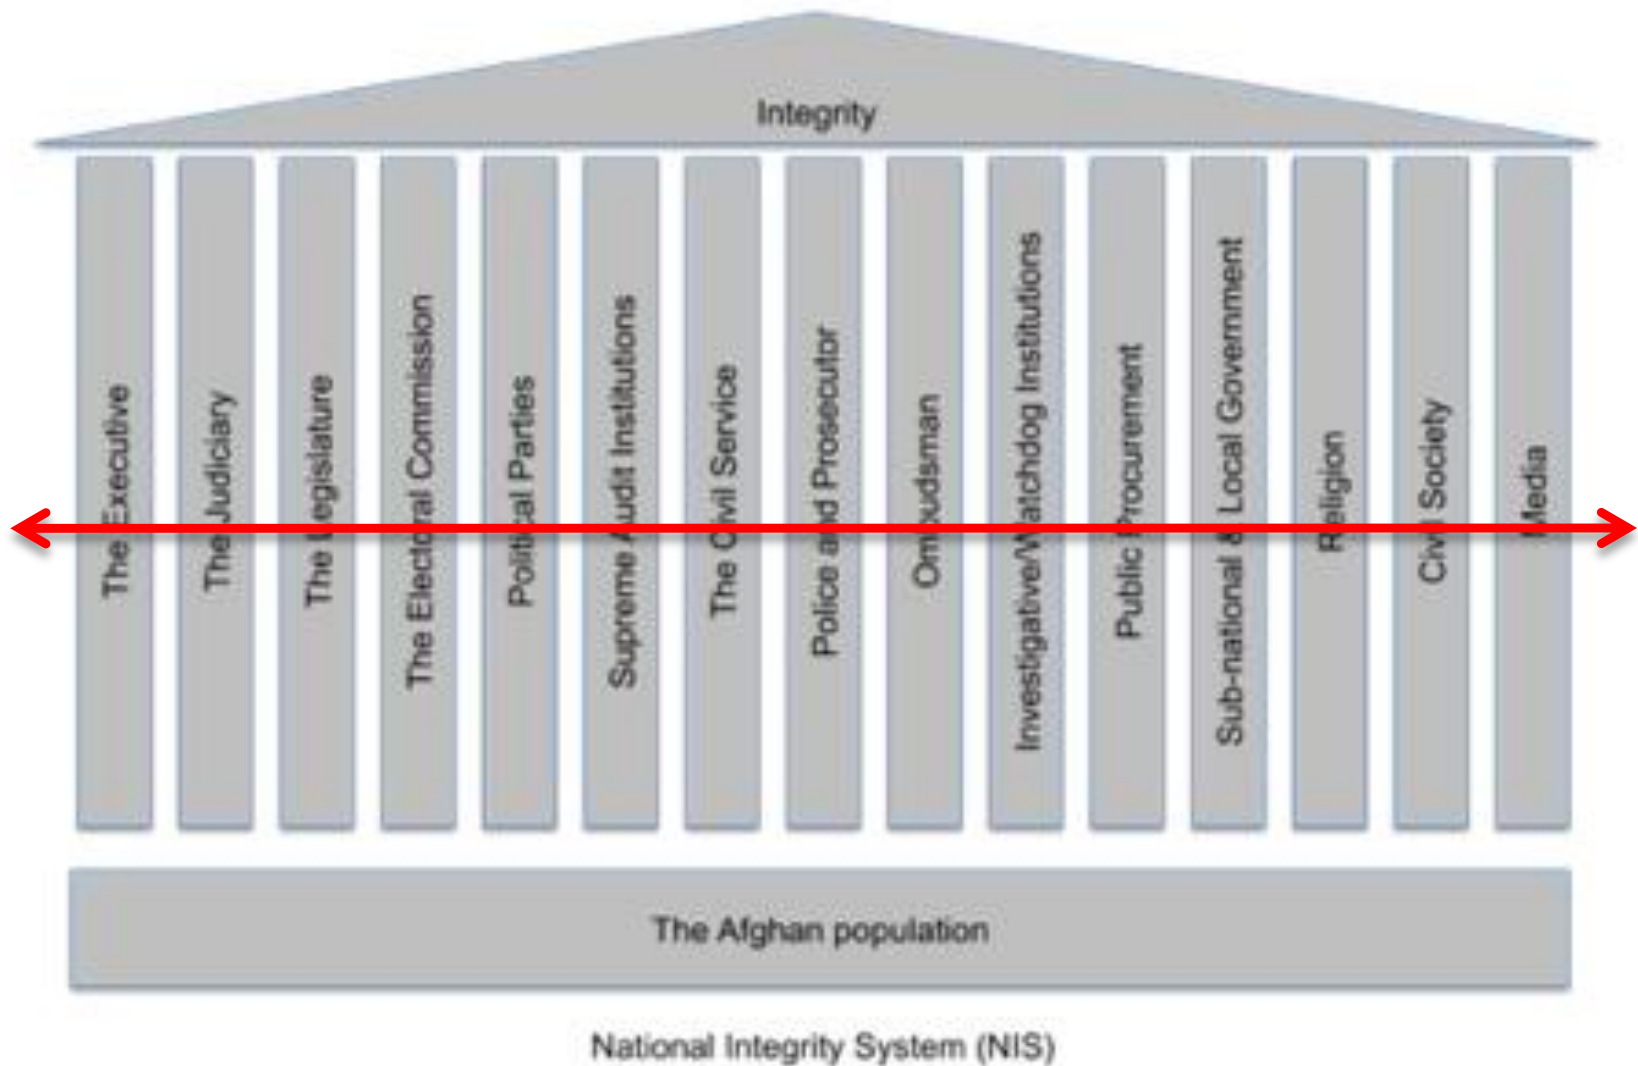 Integrity
The Executive
The Judiciary
The Legislature
The Electoral Commission
Political Parties
Supreme Audit Institutions
The Civil Service
Police and Prosecutor
Ombudsman
Investigative/Watchdog Institutions
Public Procurement
Sub-national & Local Government
Religion
Civil Society
Media
The Afghan population
National Integrity System (NIS)